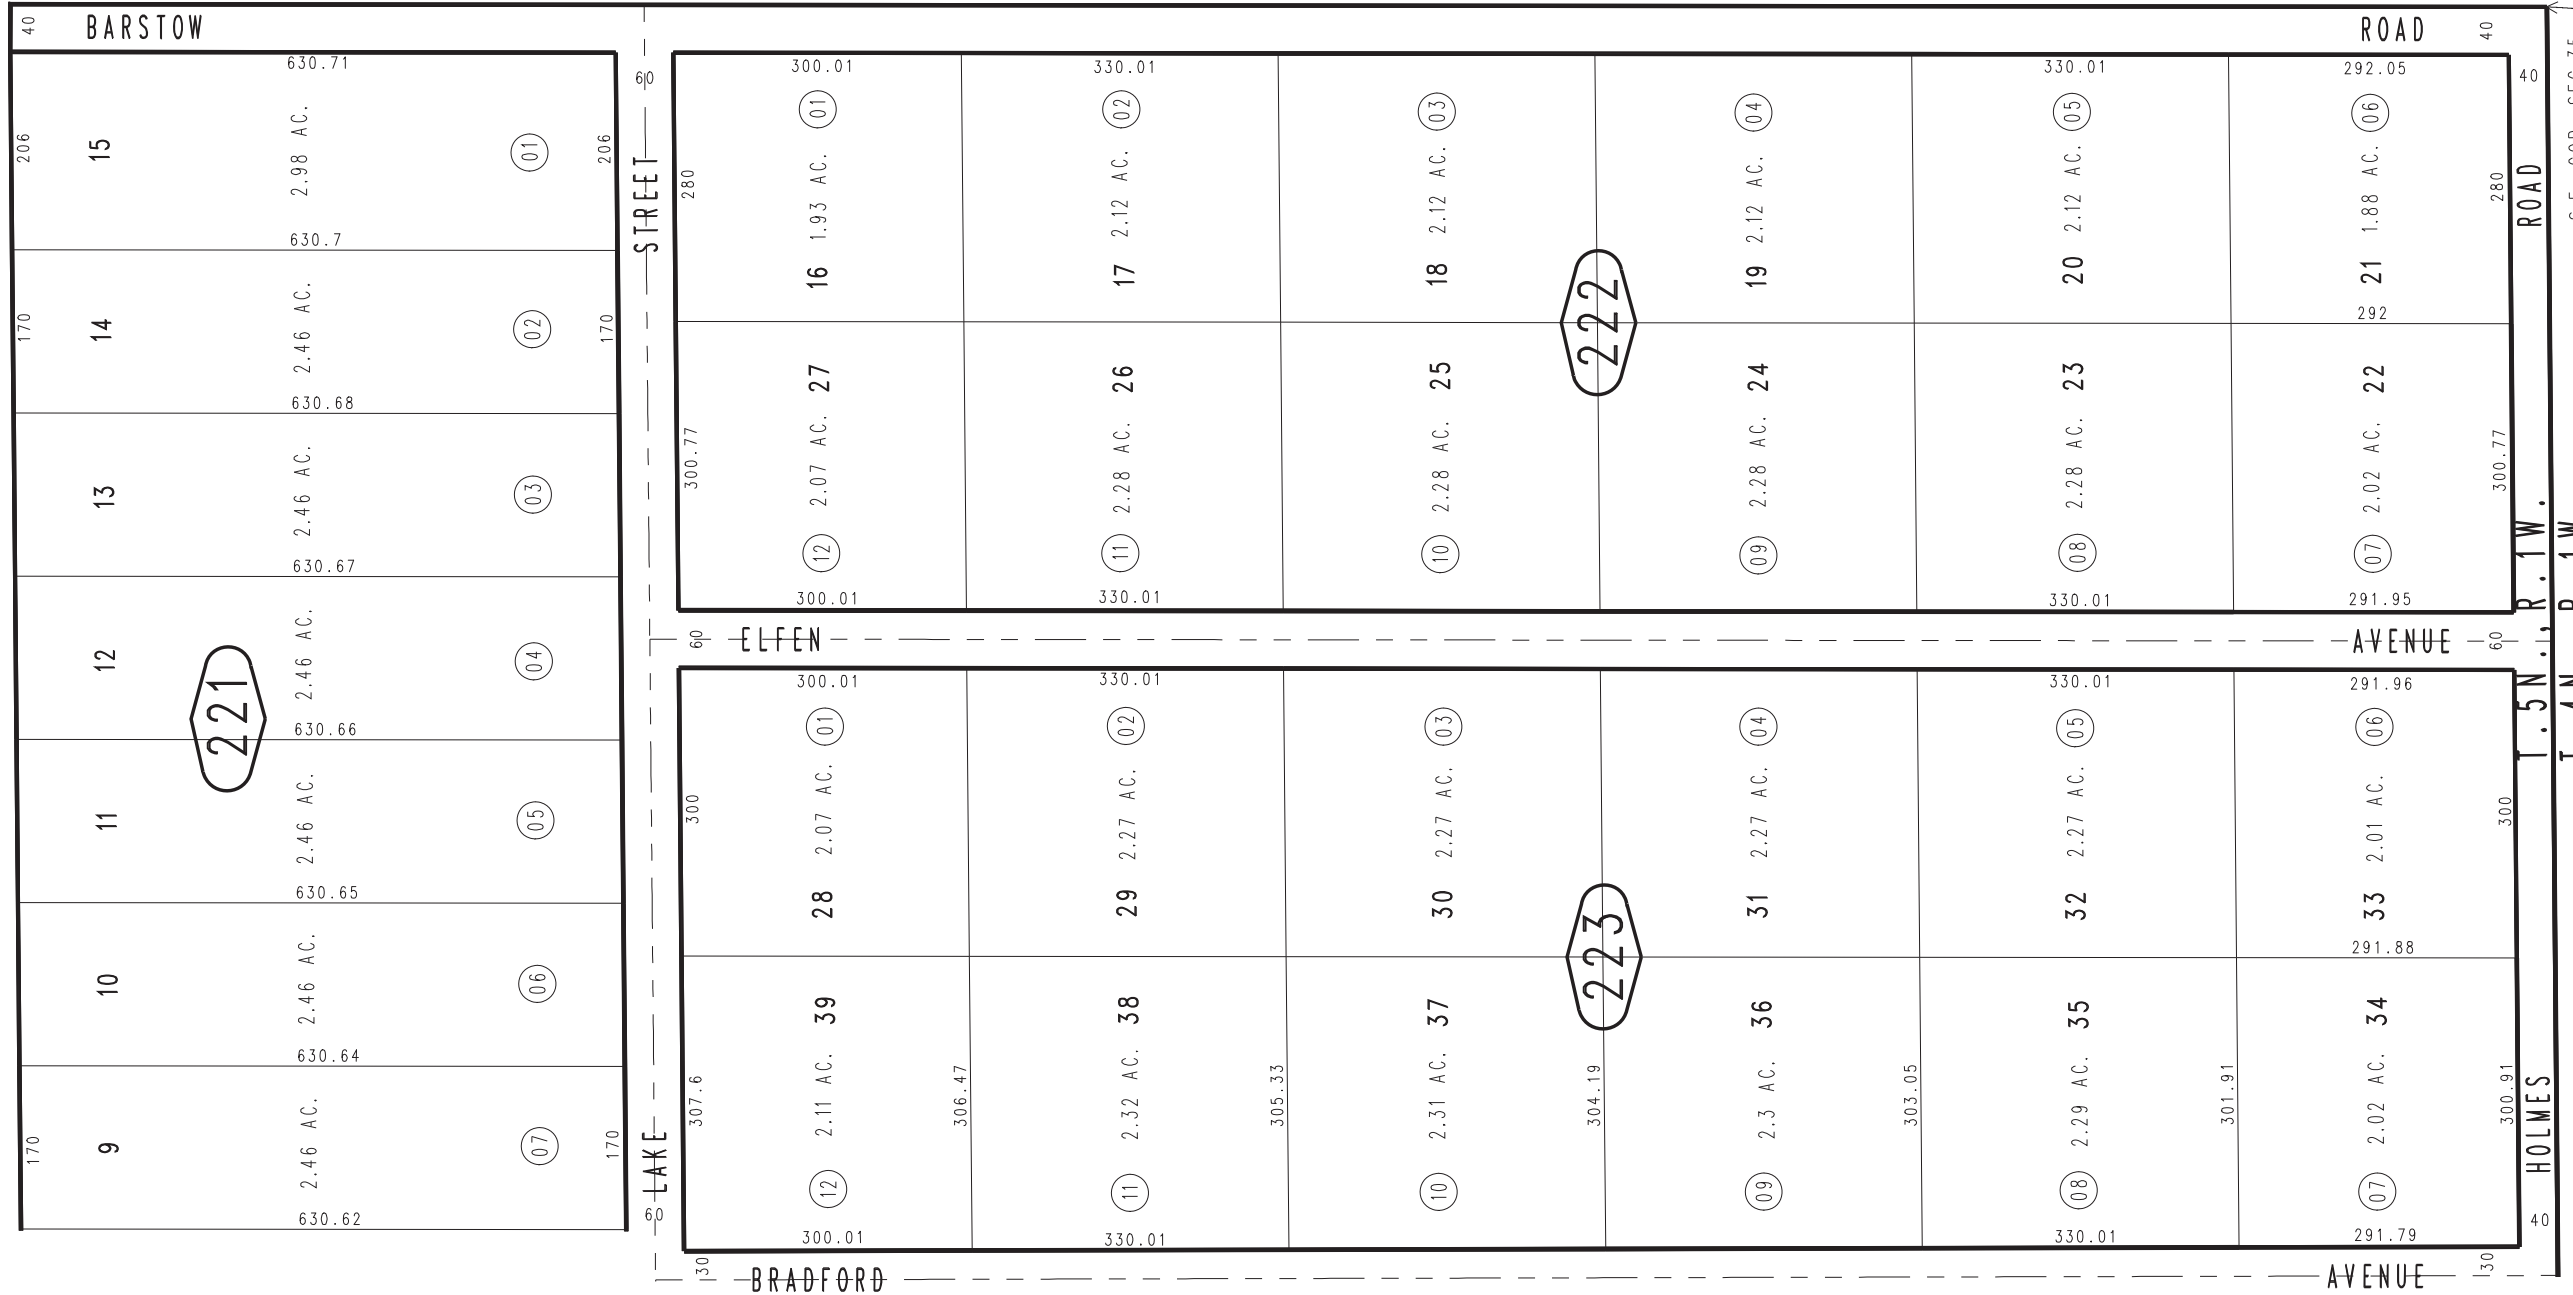 40 BARSTOW ROAD 40
630.71
206 15 2.98 AC. 01 206
630.7
170 14 2.46 AC. 02 170
630.68
13 2.46 AC. 03
630.67
12 2.46 AC. 04
221
630.66
11 2.46 AC. 05
630.65
10 2.46 AC. 06
630.64
170 9 2.46 AC. 07 170
630.62
60
LAKE STREET
60
300.01 330.01 330.01 292.05
280 280
01 02 03 04 05 06
1.93 AC. 2.12 AC. 2.12 AC. 2.12 AC. 2.12 AC. 1.88 AC.
16 17 18 19 20 21
292
222
27 26 25 24 23 22
300.77 300.77
2.07 AC. 2.28 AC. 2.28 AC. 2.28 AC. 2.28 AC. 2.02 AC.
12 11 10 09 08 07
300.01 330.01 330.01 291.95
60 ELFEN AVENUE 60
300.01 330.01 330.01 291.96
01 02 03 04 05 06
300 300
2.07 AC. 2.27 AC. 2.27 AC. 2.27 AC. 2.27 AC. 2.01 AC.
28 29 30 31 32 33
291.88
223
39 38 37 36 35 34
307.6 306.47 305.33 304.19 303.05 301.91 300.91
2.11 AC. 2.32 AC. 2.31 AC. 2.3 AC. 2.29 AC. 2.02 AC.
12 11 10 09 08 07
300.01 330.01 330.01 291.79
30 BRADFORD AVENUE 30
40
HOLMES ROAD
40
T.5N., R.1W.